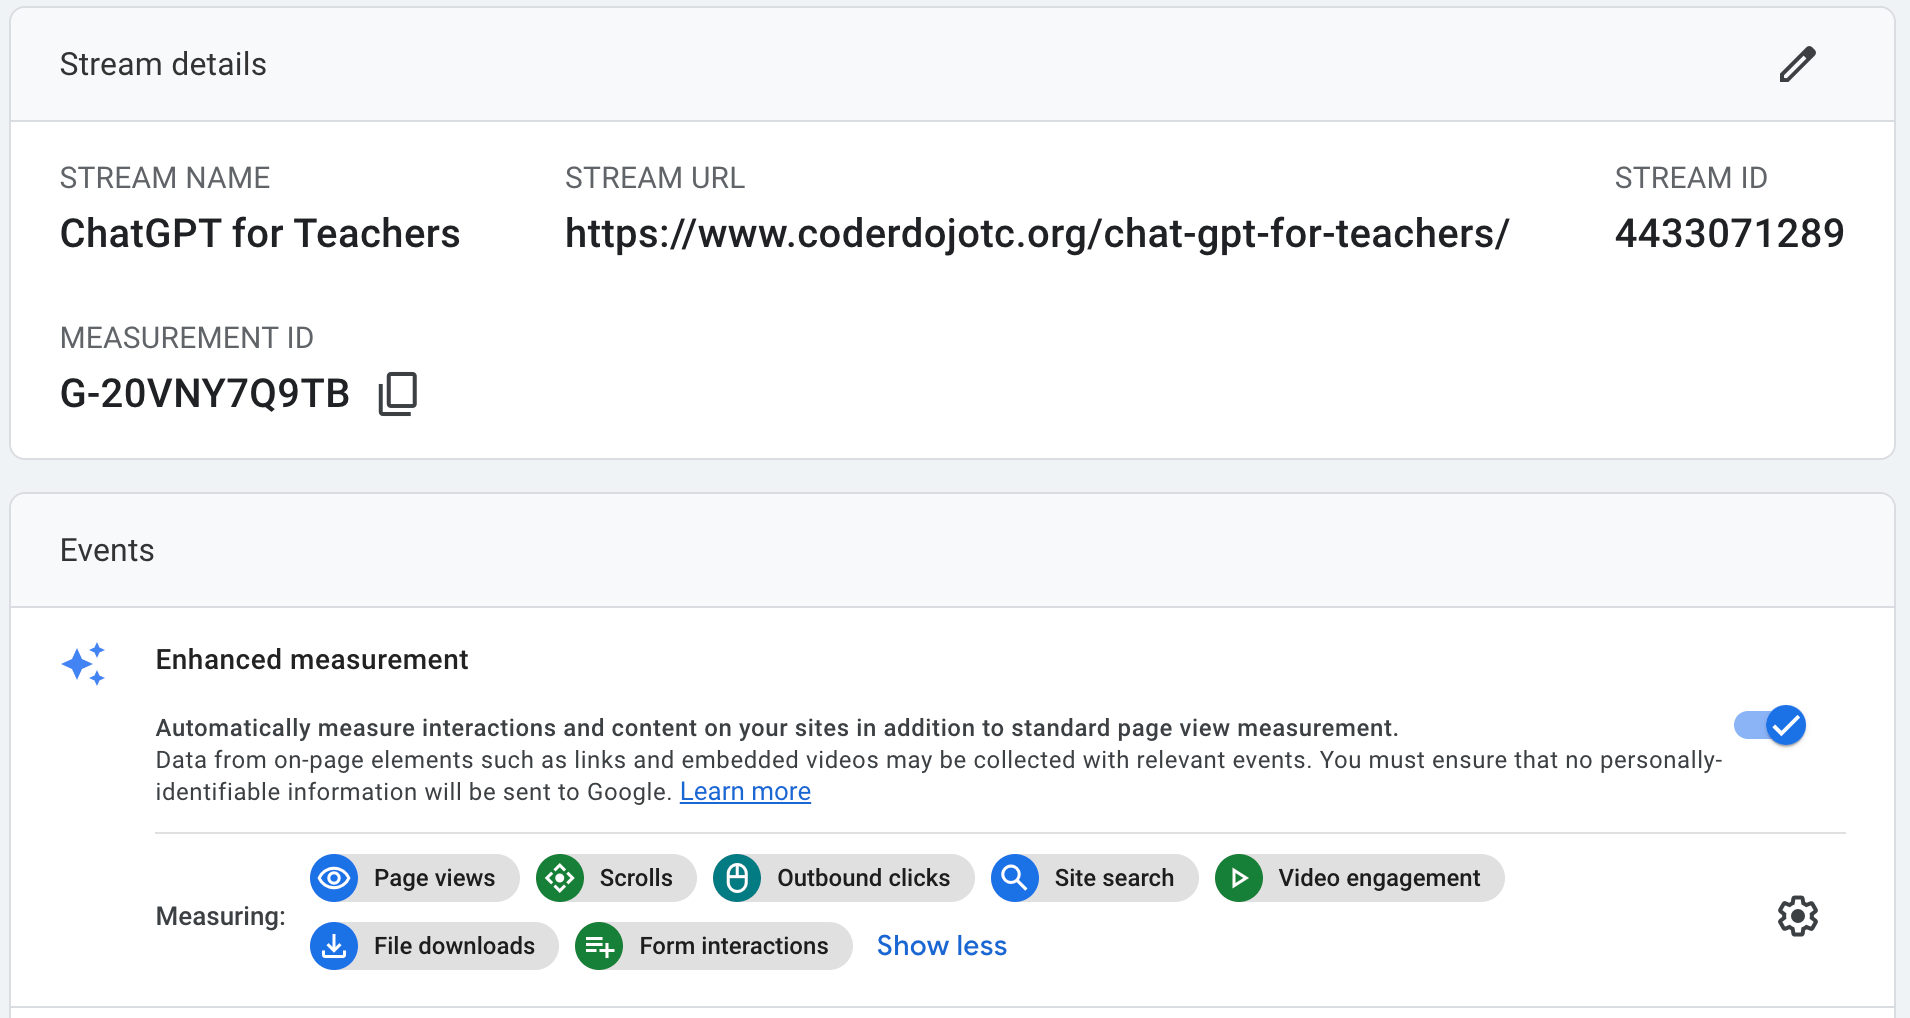 Stream details
STREAM NAME
ChatGPT for Teachers
STREAM URL
https://www.coderdojotc.org/chat-gpt-for-teachers/
STREAM ID
4433071289
MEASUREMENT ID
G-20VNY7Q9TB
Events
Enhanced measurement
Automatically measure interactions and content on your sites in addition to standard page view measurement.
Data from on-page elements such as links and embedded videos may be collected with relevant events. You must ensure that no personally-
identifiable information will be sent to Google. Learn more
Measuring:
Page views
Scrolls
Outbound clicks
Site search
Video engagement
File downloads
Form interactions
Show less